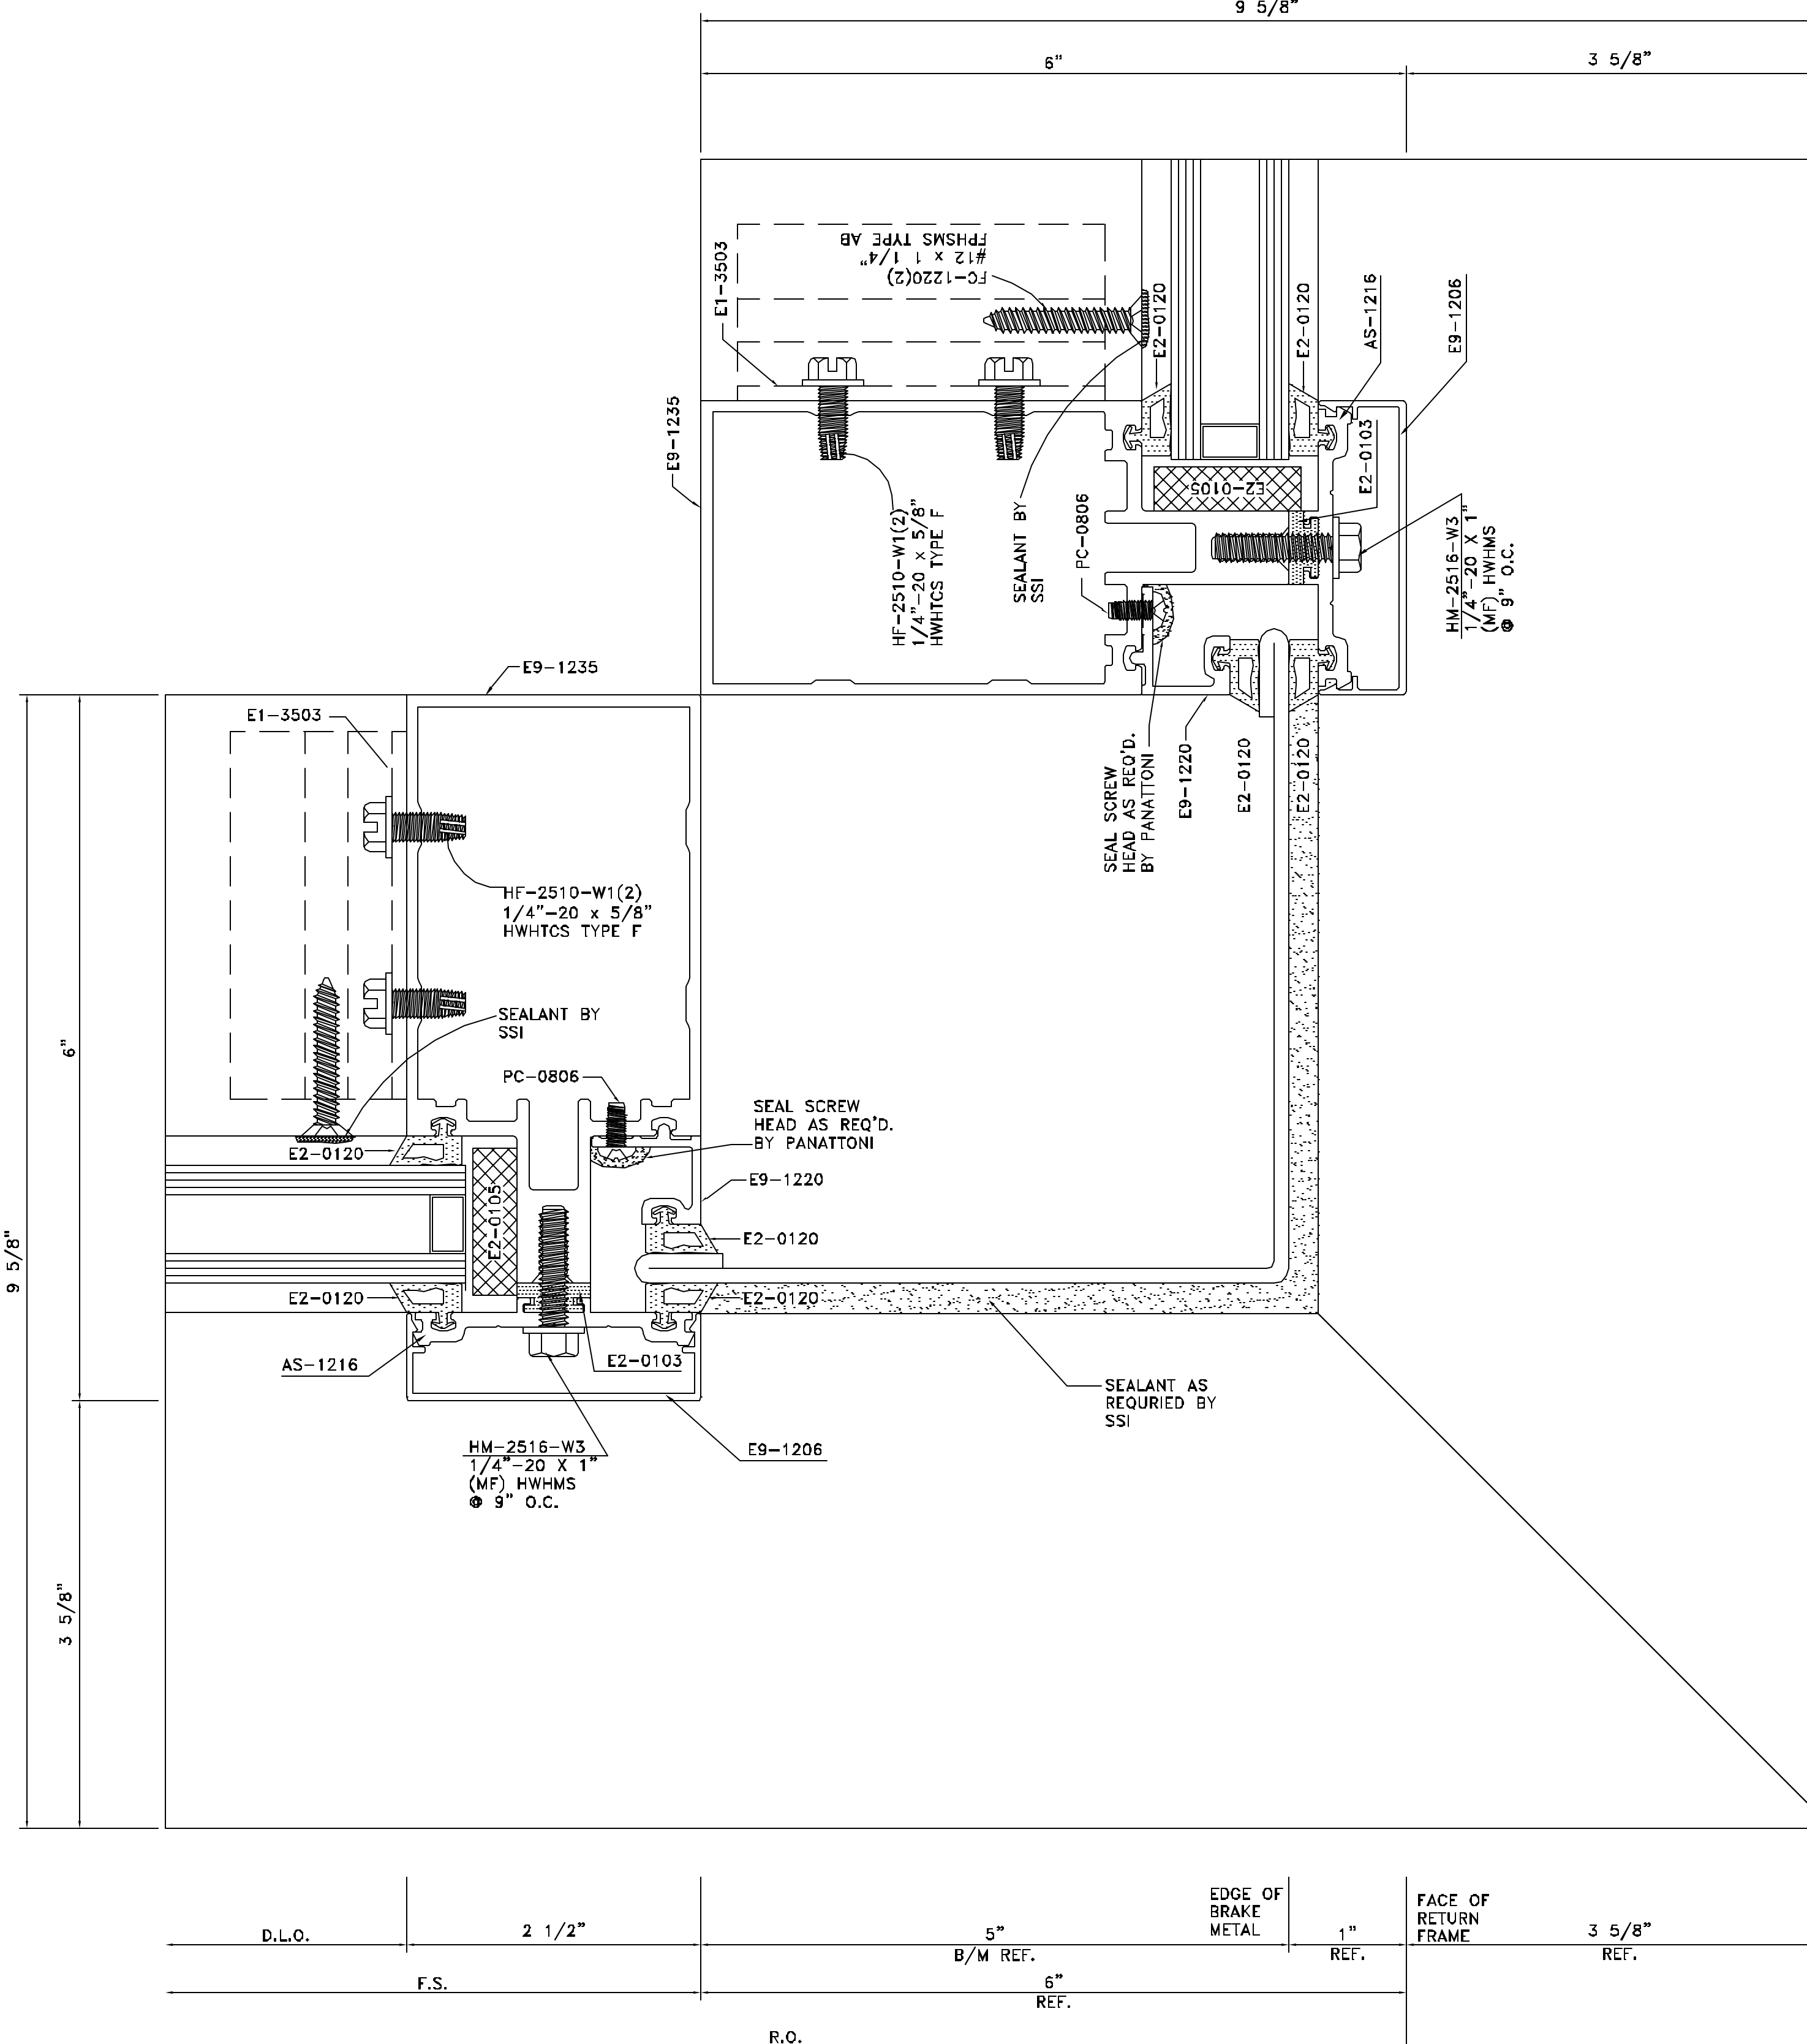 9 5/8"
6"
3 5/8"
FC-1220(2)
#12 x 1 1/4"
FPHSMS TYPE AB
E1-3503
E2-0120
E2-0120
AS-1216
E9-1206
E9-1235
E2-0103
E2-0105
HF-2510-W1(2)
1/4"-20 x 5/8"
HWHTCS TYPE F
SEALANT BY
SSI
PC-0806
HM-2516-W3
1/4"-20 X 1"
(MF) HWHMS
@ 9" O.C.
SEAL SCREW
HEAD AS REQ'D.
BY PANATTONI
E9-1220
E2-0120
E2-0120
E9-1235
E1-3503
HF-2510-W1(2)
1/4"-20 x 5/8"
HWHTCS TYPE F
SEALANT BY
SSI
PC-0806
SEAL SCREW
HEAD AS REQ'D.
BY PANATTONI
E2-0120
E9-1220
E2-0105
E2-0120
E2-0120
E2-0120
AS-1216
E2-0103
SEALANT AS
REQURIED BY
SSI
HM-2516-W3
1/4"-20 X 1"
(MF) HWHMS
@ 9" O.C.
E9-1206
6"
9 5/8"
3 5/8"
EDGE OF
BRAKE
METAL
FACE OF
RETURN
FRAME
D.L.O.
2 1/2"
5"
B/M REF.
1"
REF.
3 5/8"
REF.
F.S.
6"
REF.
R.O.